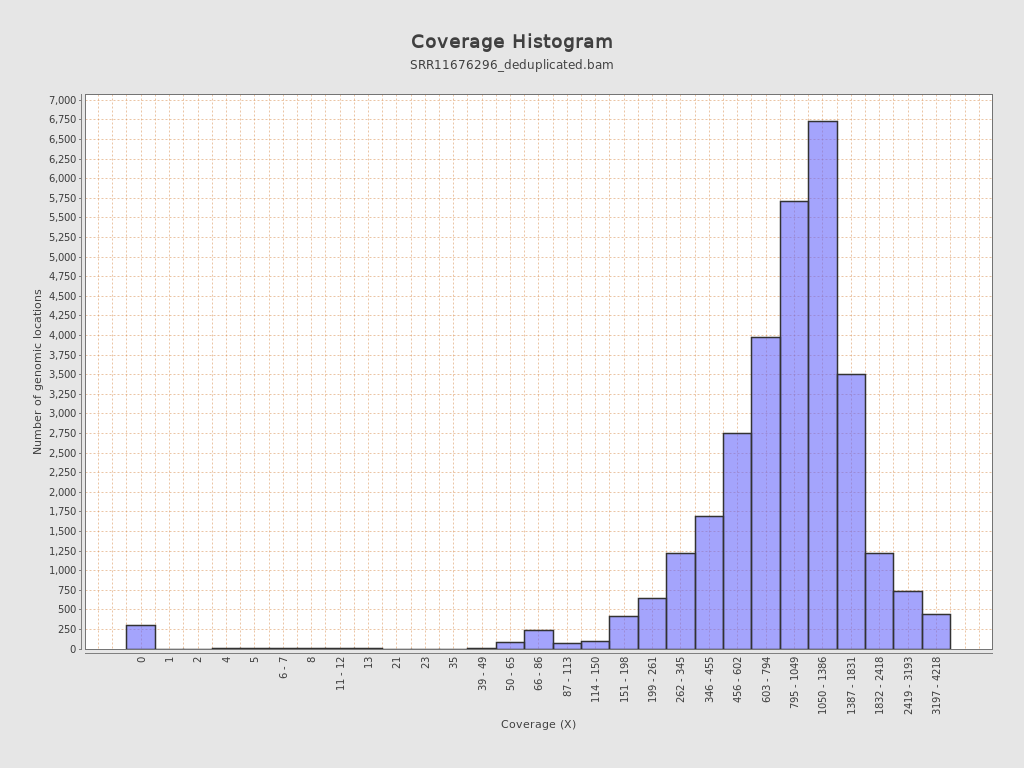 Coverage Histogram
SRR11676296_deduplicated.bam
Number of genomic locations
7,000
6,750
6,500
6,250
6,000
5,750
5,500
5,250
5,000
4,750
4,500
4,250
4,000
3,750
3,500
3,250
3,000
2,750
2,500
2,250
2,000
1,750
1,500
1,250
1,000
750
500
250
0
0
1
2
4
5
6 - 7
8
11 - 12
13
21
23
35
39 - 49
50 - 65
66 - 86
87 - 113
114 - 150
151 - 198
199 - 261
262 - 345
346 - 455
456 - 602
603 - 794
795 - 1049
1050 - 1386
1387 - 1831
1832 - 2418
2419 - 3193
3197 - 4218
Coverage (X)